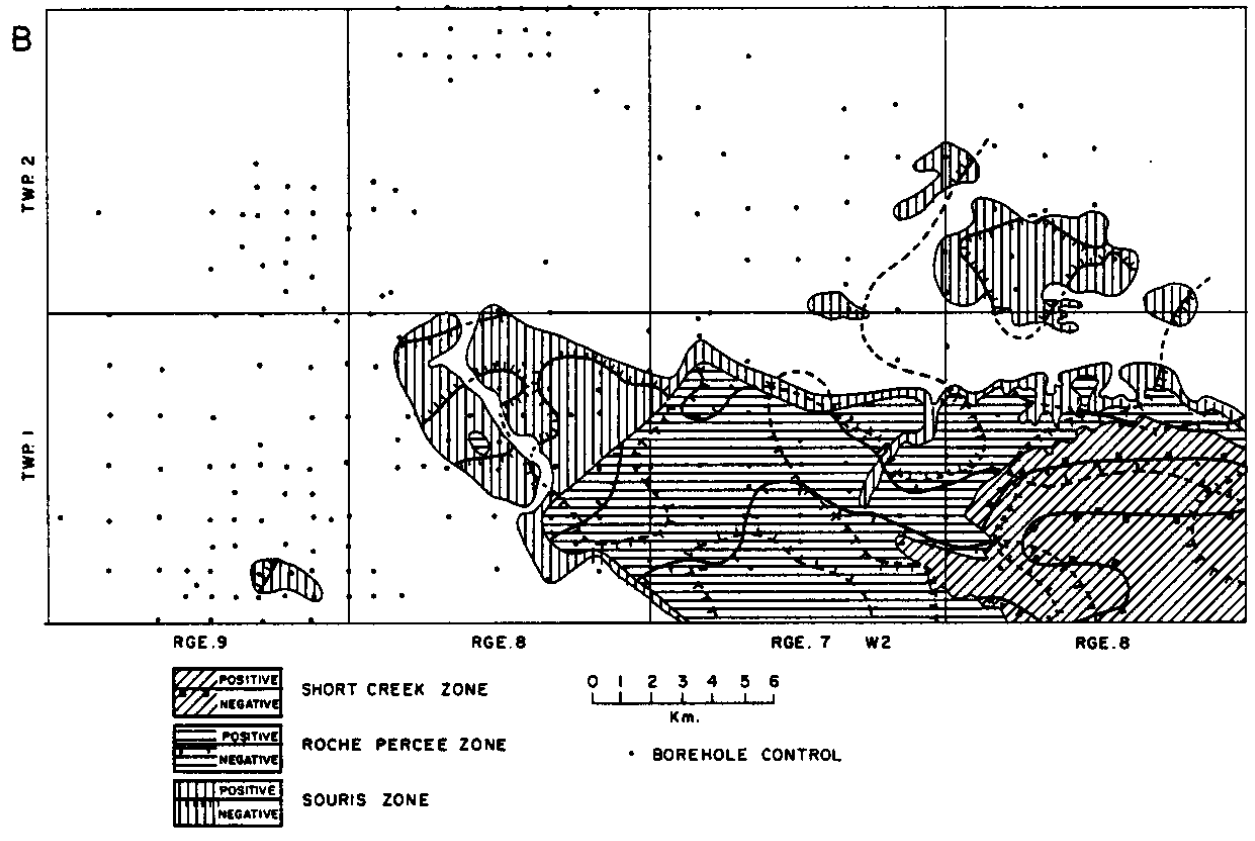 B
TWP. 2
TWP. 1
RGE. 9
RGE. 8
RGE. 7 W2
RGE. 8
POSITIVE
NEGATIVE
SHORT CREEK ZONE
POSITIVE
NEGATIVE
ROCHE PERCEE ZONE
POSITIVE
NEGATIVE
SOURIS ZONE
0 1 2 3 4 5 6
Km.
• BOREHOLE CONTROL